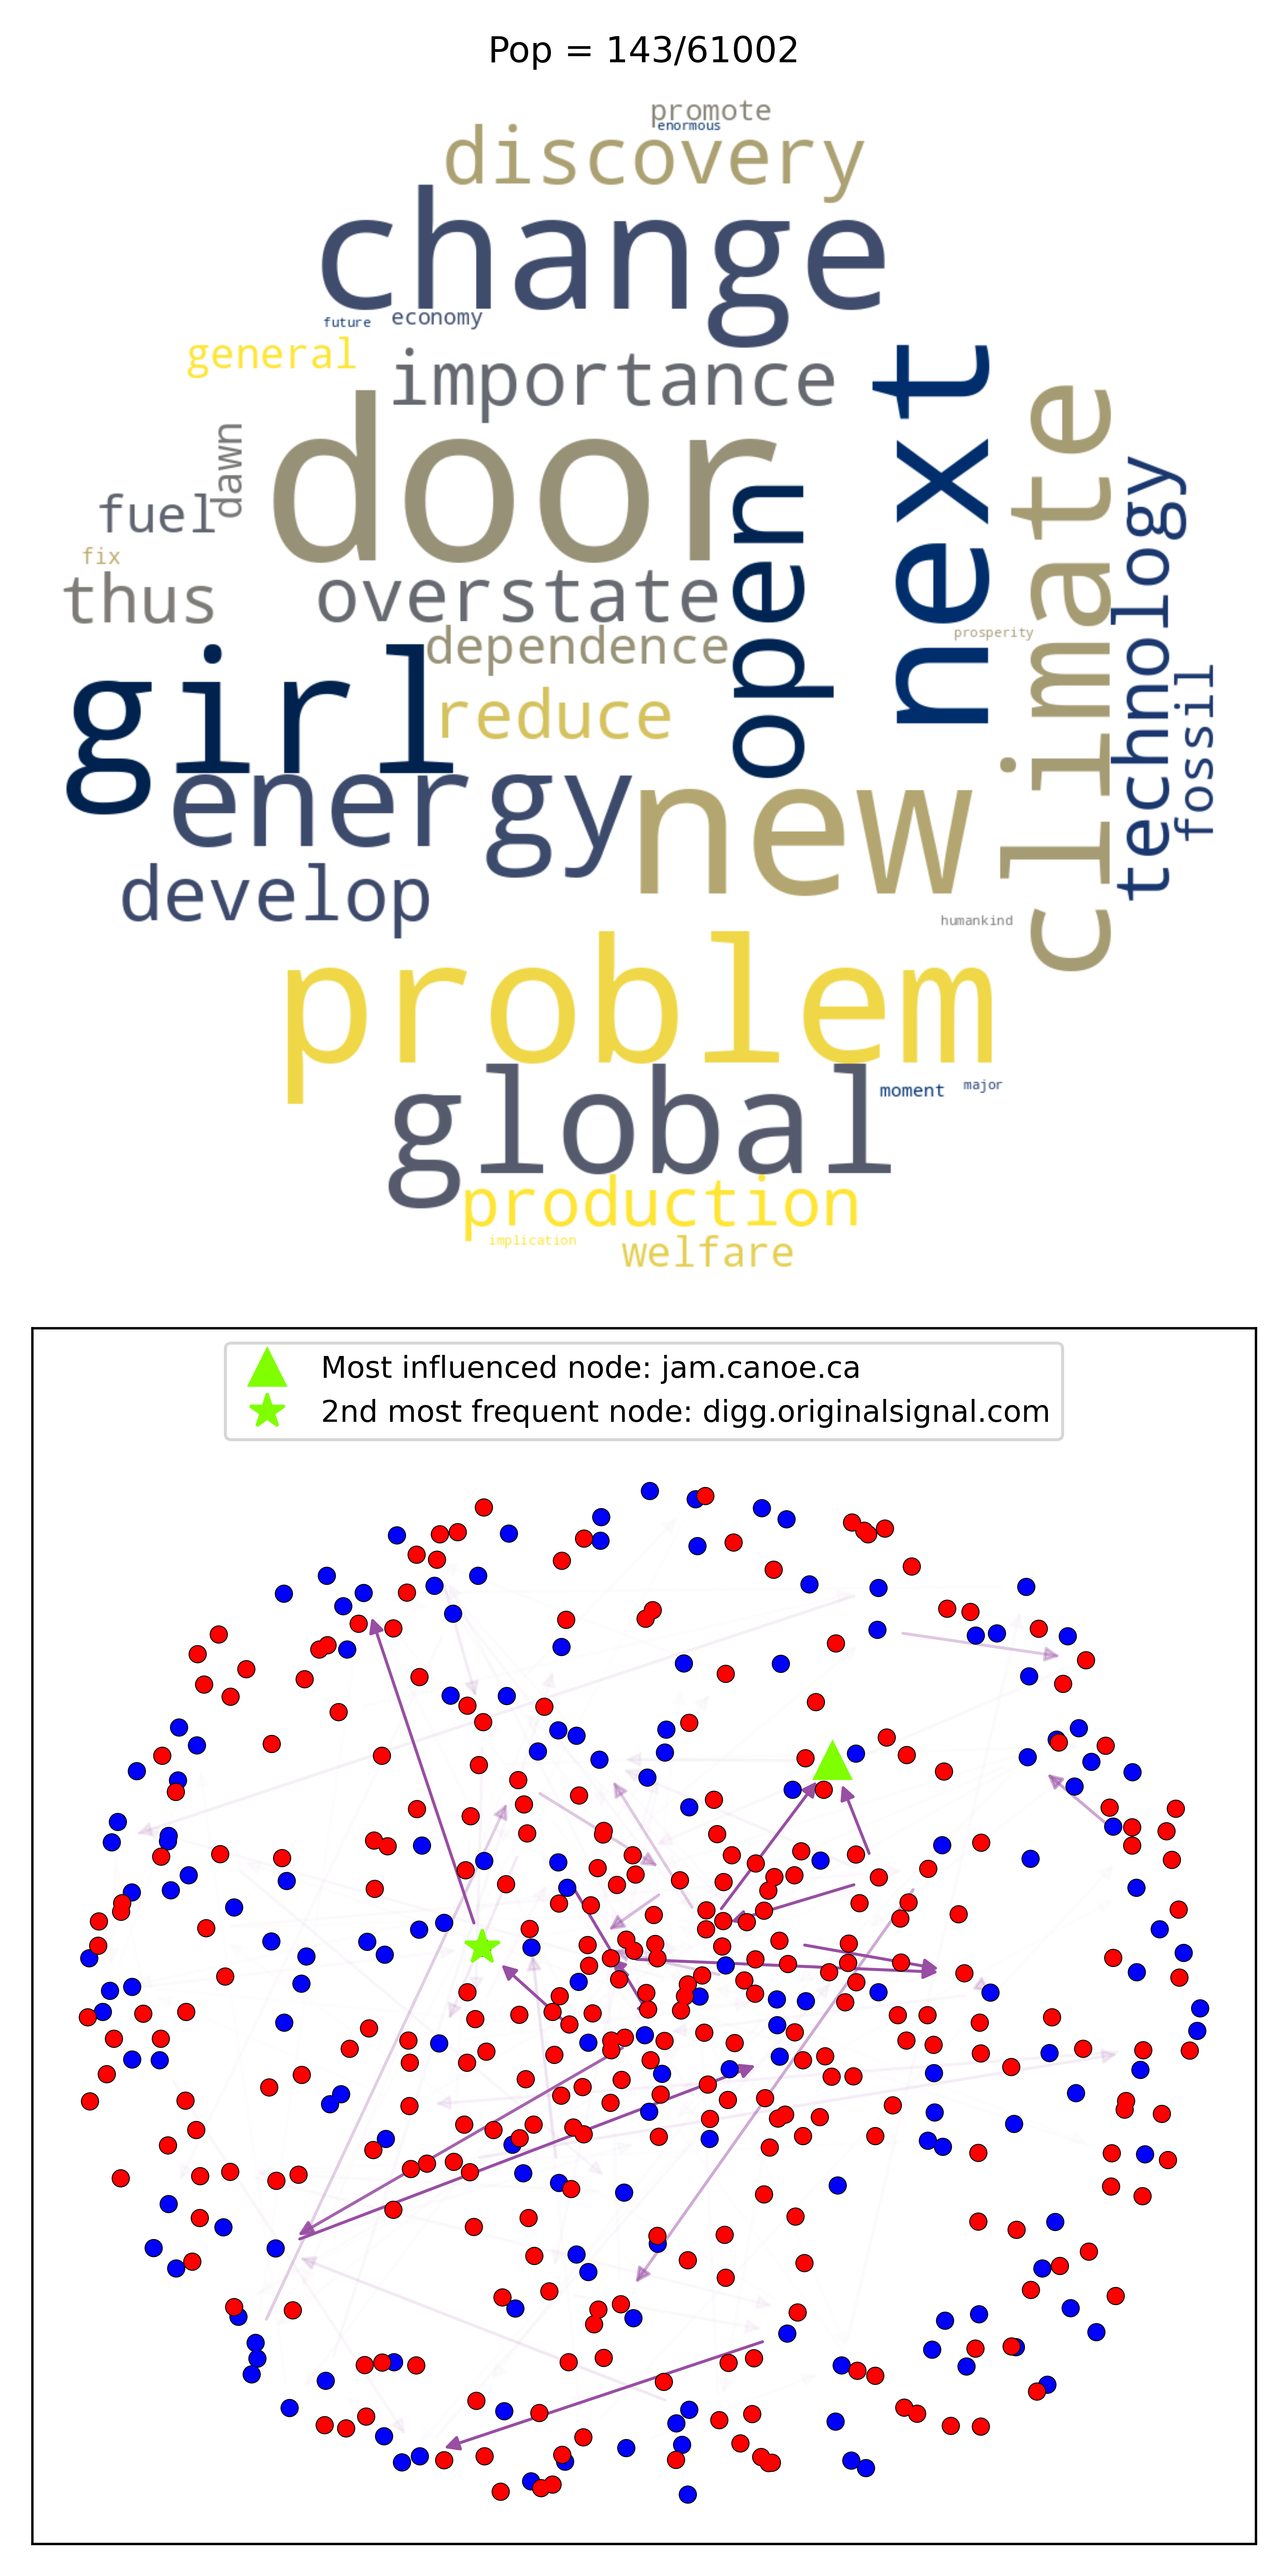 Pop = 143/61002
promote
enormous
discovery
change
future
economy
general
importance
next
climate
door
dawn
technology
fuel
open
fix
thus
overstate
dependence
prosperity
girl
fossil
reduce
energy
new
develop
humankind
problem
global
moment
major
production
implication
welfare
Most influenced node: jam.canoe.ca
2nd most frequent node: digg.originalsignal.com